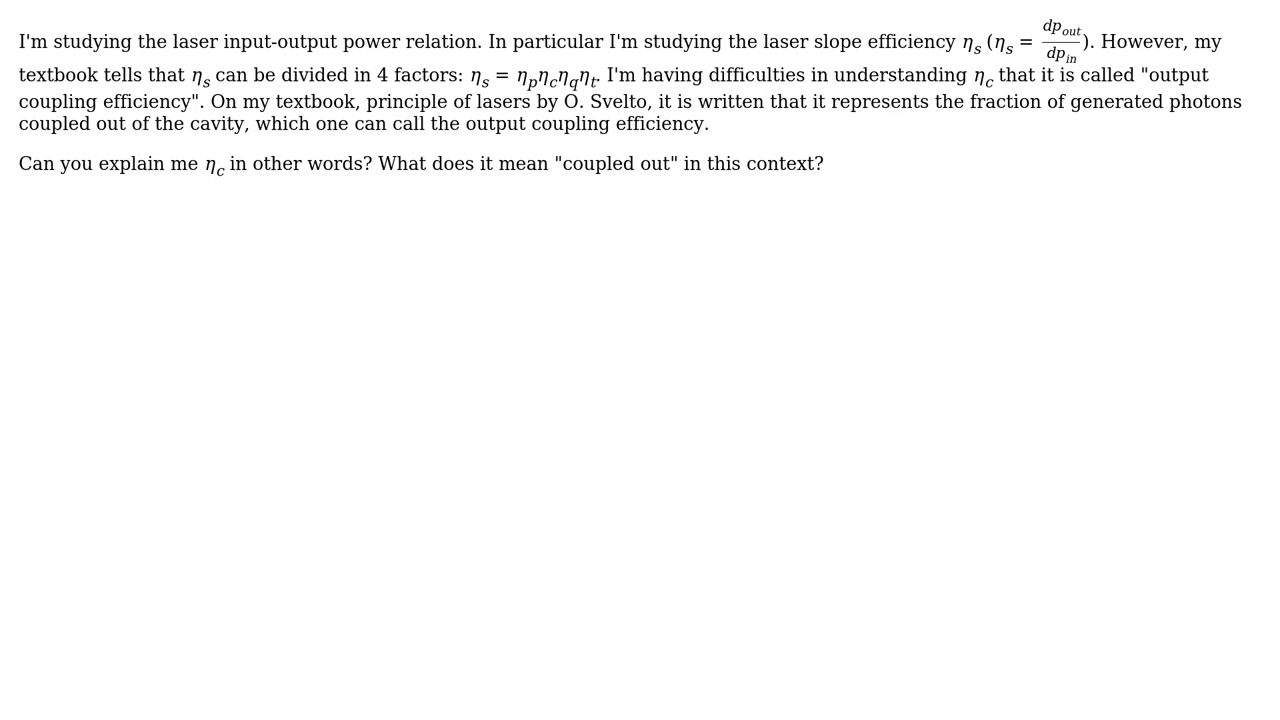 I'm studying the laser input-output power relation. In particular I'm studying the laser slope efficiency η_s (η_s = dp_out/dp_in). However, my
textbook tells that η_s can be divided in 4 factors: η_s = η_pη_cη_qη_t. I'm having difficulties in understanding η_c that it is called "output
coupling efficiency". On my textbook, principle of lasers by O. Svelto, it is written that it represents the fraction of generated photons
coupled out of the cavity, which one can call the output coupling efficiency.
Can you explain me η_c in other words? What does it mean "coupled out" in this context?